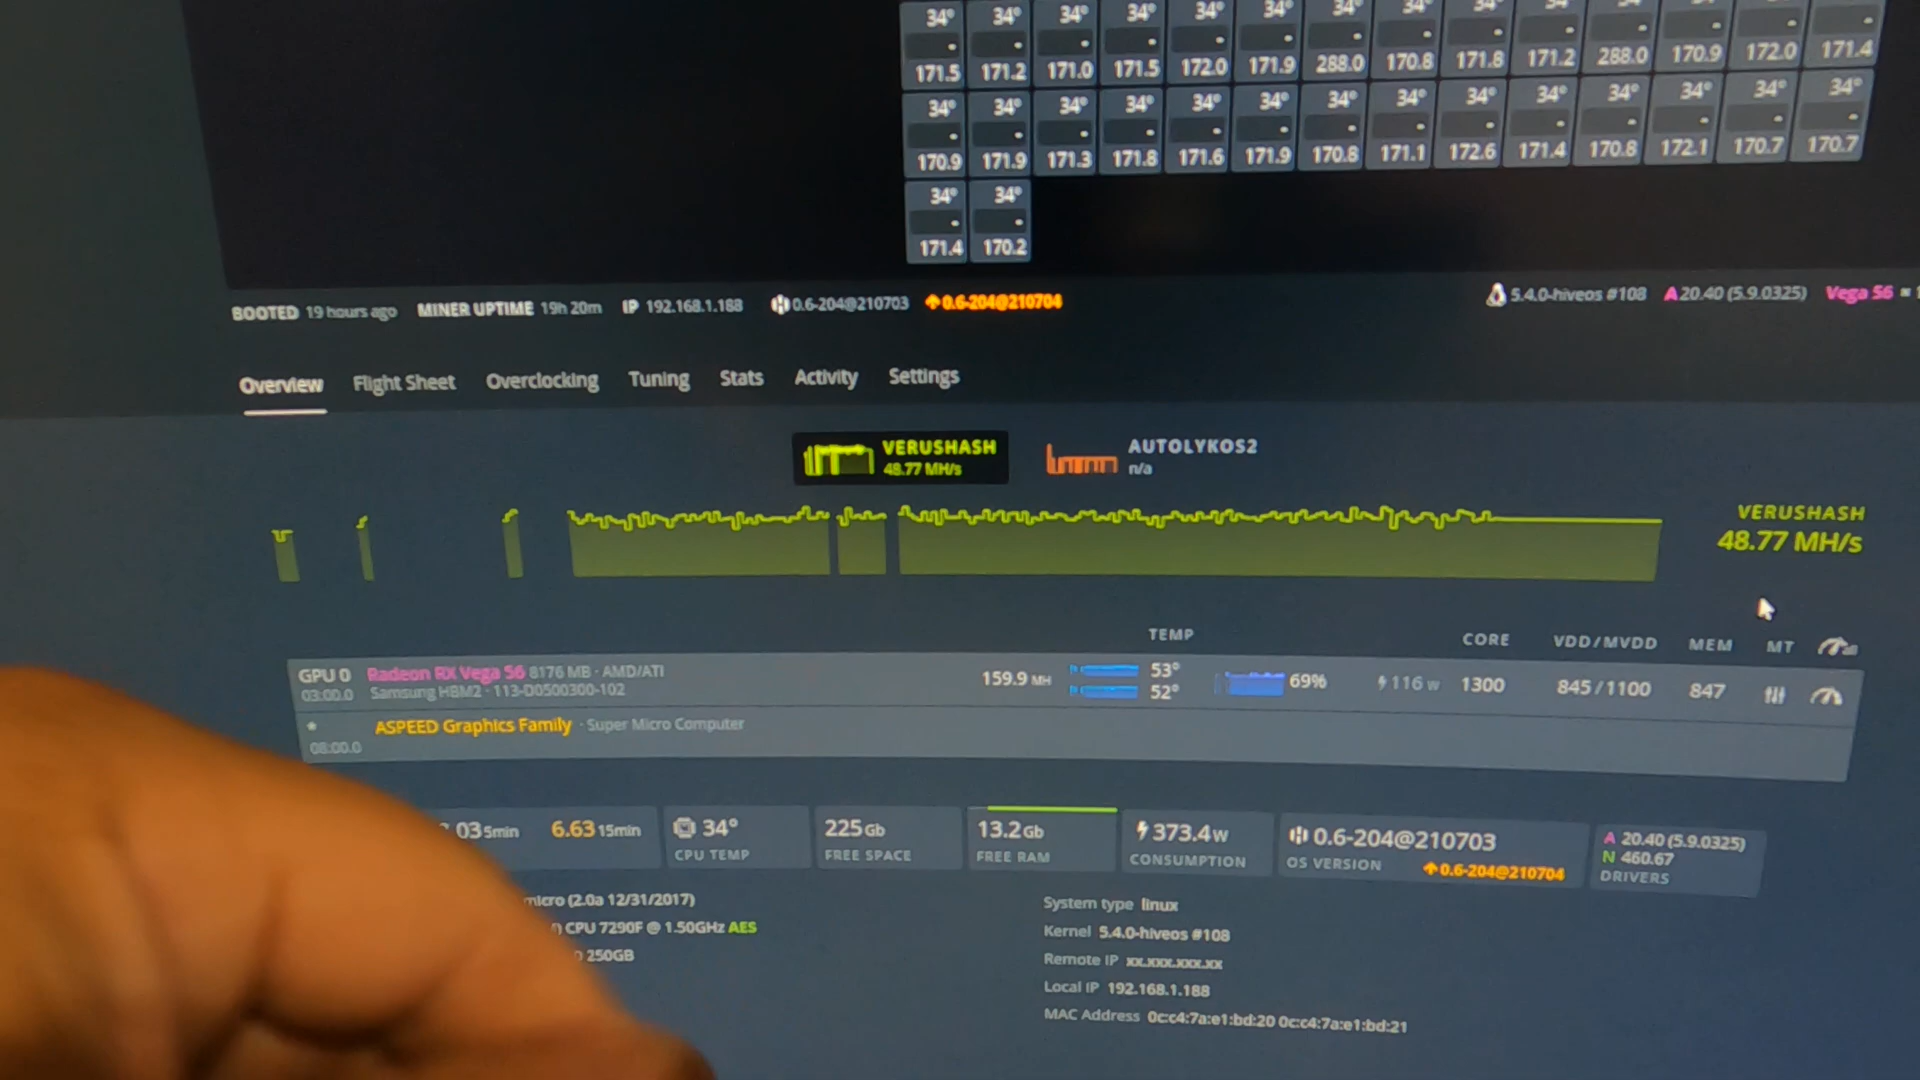 34° 34° 34° 34° 34° 34° 34° 34° 34° 34° 34° 34° 34° 34°
171.5 171.2 171.0 171.5 172.0 171.9 288.0 170.8 171.8 171.2 288.0 170.9 172.0 171.4
34° 34° 34° 34° 34° 34° 34° 34° 34° 34° 34° 34° 34° 34°
170.9 171.9 171.3 171.8 171.6 171.9 170.8 171.1 172.6 171.4 170.8 172.1 170.7 170.7
34° 34°
171.4 170.2
BOOTED 19 hours ago MINER UPTIME 19h 20m IP 192.168.1.188 0.6-204@210703 0.6-204@210704 5.4.0-hiveos #108 A 20.40 (5.9.0325) Vega 56
Overview Flight Sheet Overclocking Tuning Stats Activity Settings
VERUSHASH
48.77 MH/s
AUTOLYKOS2
n/a
VERUSHASH
48.77 MH/s
TEMP CORE VDD/MVDD MEM MT
GPU 0 Radeon RX Vega 56 8176 MB · AMD/ATI
03:00.0 Samsung HBM2 · 113-D0500300-102
159.9 MH 53° 52° 69% 116 W 1300 845/1100 847
ASPEED Graphics Family · Super Micro Computer
08:00.0
03 5min 6.63 15min
34°
CPU TEMP
225 Gb
FREE SPACE
13.2 Gb
FREE RAM
373.4 W
CONSUMPTION
0.6-204@210703
OS VERSION 0.6-204@210704
A 20.40 (5.9.0325)
N 460.67
DRIVERS
micro (2.0a 12/31/2017)
CPU 7290F @ 1.50GHz AES
250GB
System type linux
Kernel 5.4.0-hiveos #108
Remote IP xx.xxx.xxx.xx
Local IP 192.168.1.188
MAC Address 0c:c4:7a:e1:bd:20 0c:c4:7a:e1:bd:21